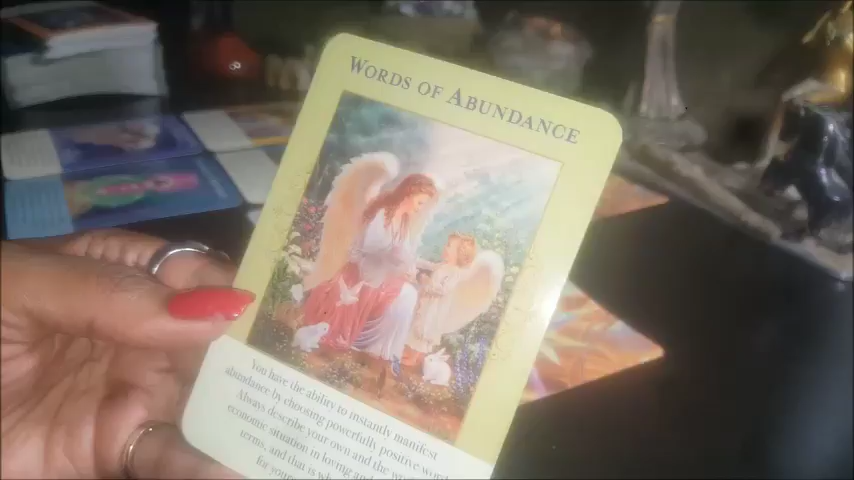 WORDS OF ABUNDANCE
You have the ability to instantly manifest
abundance by choosing powerfully positive
Always describe your own and the
economic situation in loving and
terms, and that is
for